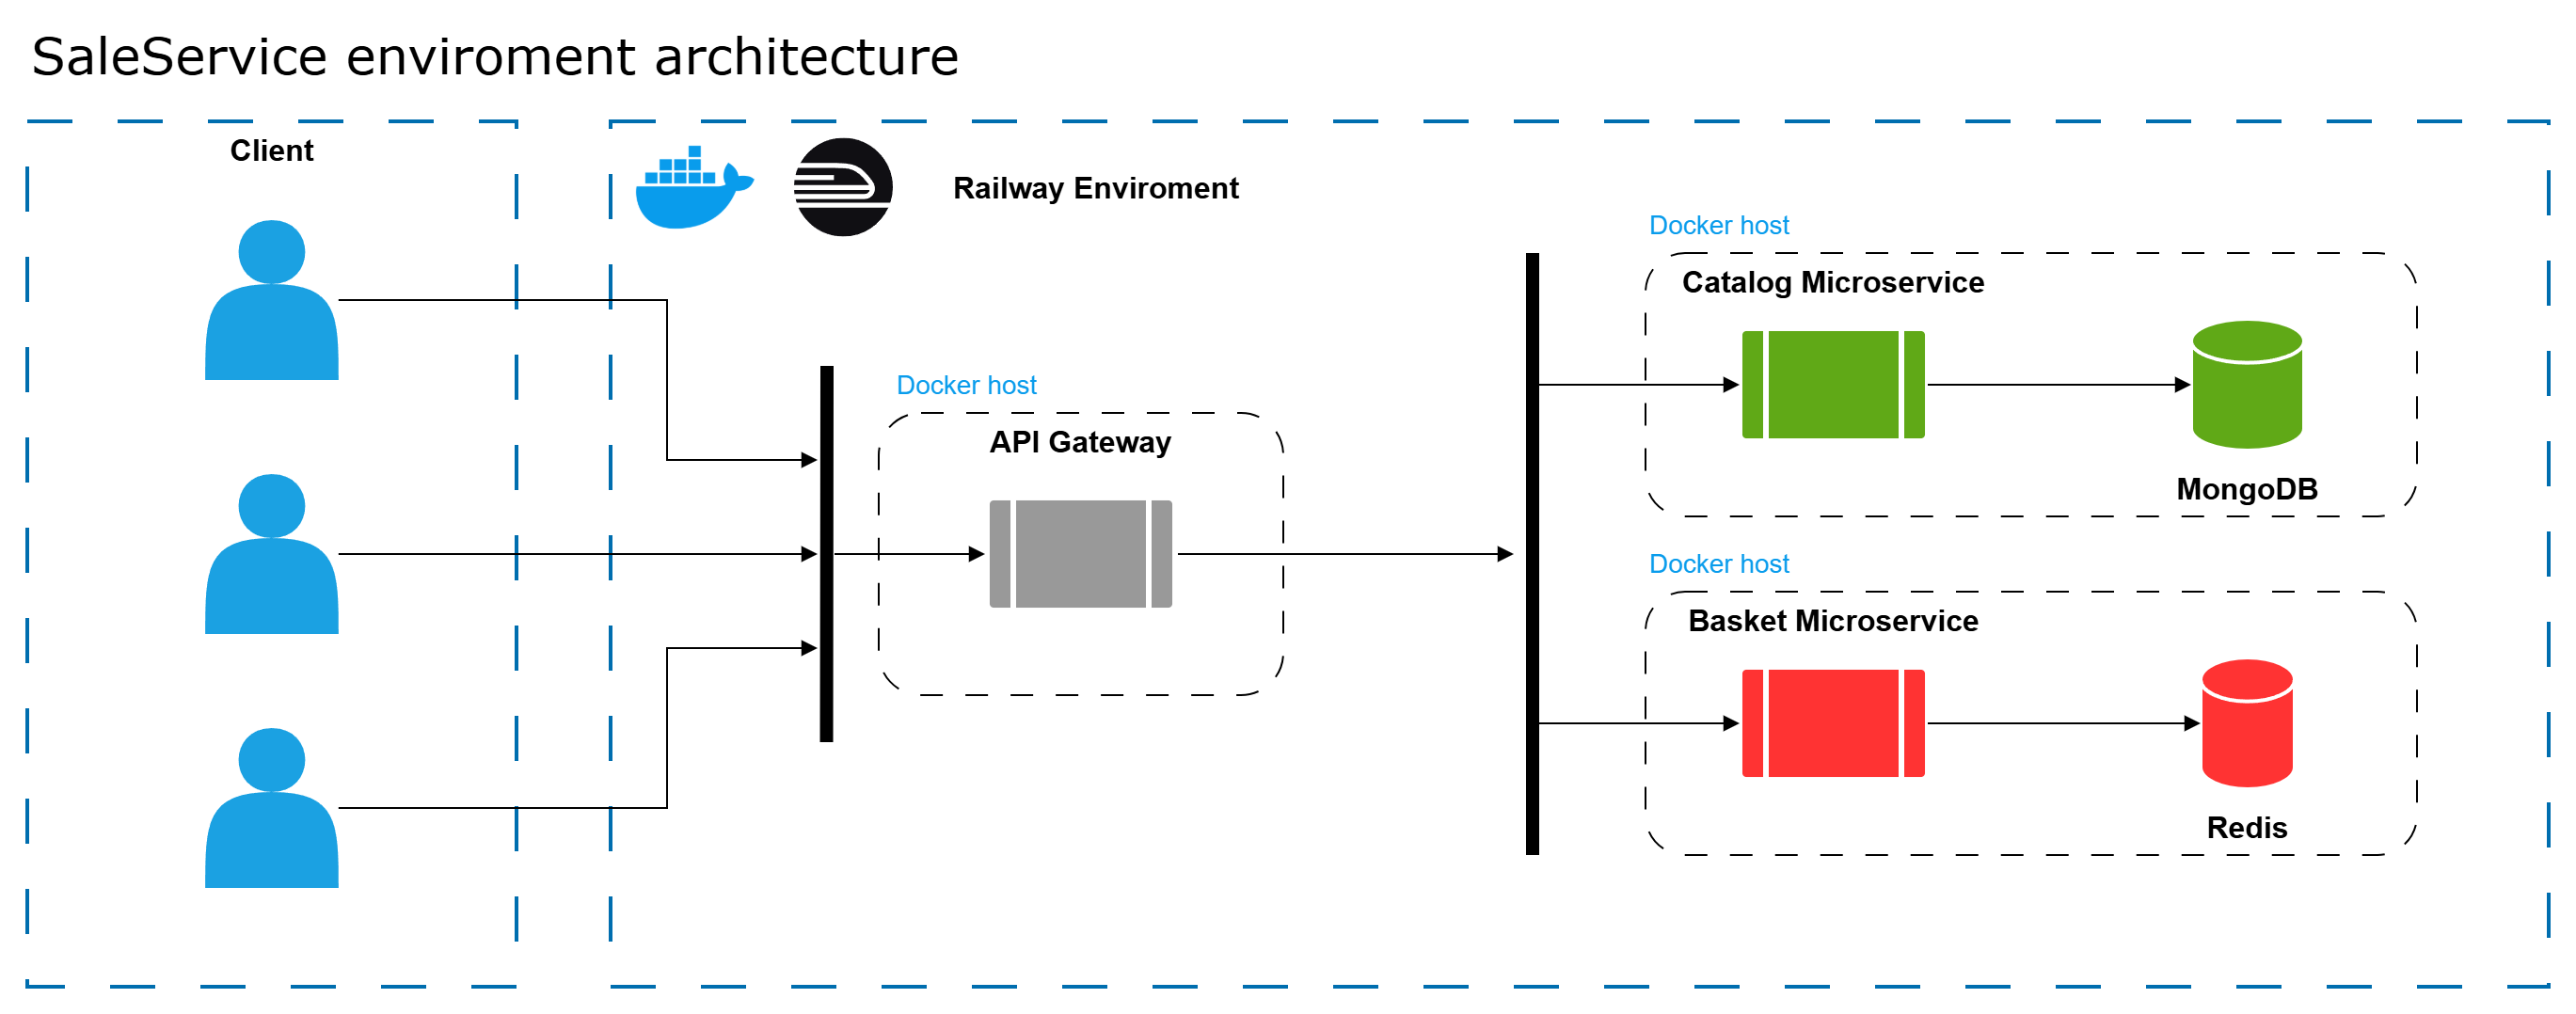 SaleService enviroment architecture
Client
Railway Enviroment
Docker host
API Gateway
Docker host
Catalog Microservice
MongoDB
Docker host
Basket Microservice
Redis